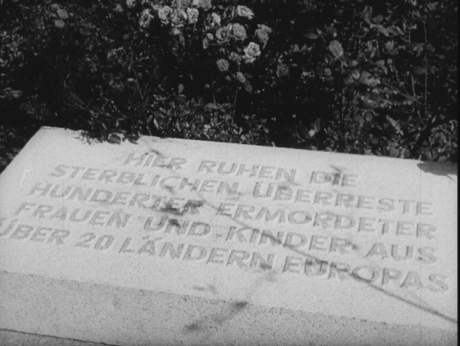 HIER RUHEN DIE
STERBLICHEN ÜBERRESTE
HUNDERTER ERMORDETER
FRAUEN UND KINDER AUS
ÜBER 20 LÄNDERN EUROPAS